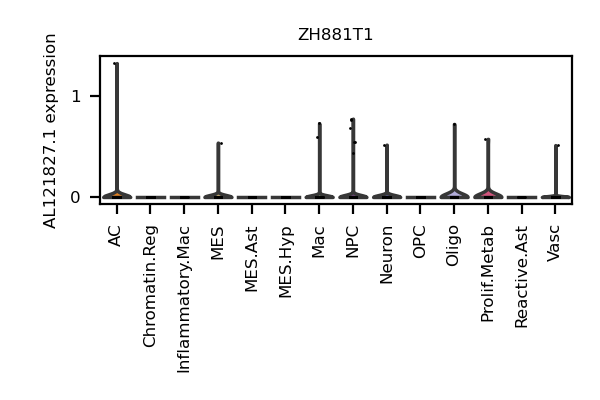 ZH881T1
AL121827.1 expression
1
0
AC
Chromatin.Reg
Inflammatory.Mac
MES
MES.Ast
MES.Hyp
Mac
NPC
Neuron
OPC
Oligo
Prolif.Metab
Reactive.Ast
Vasc